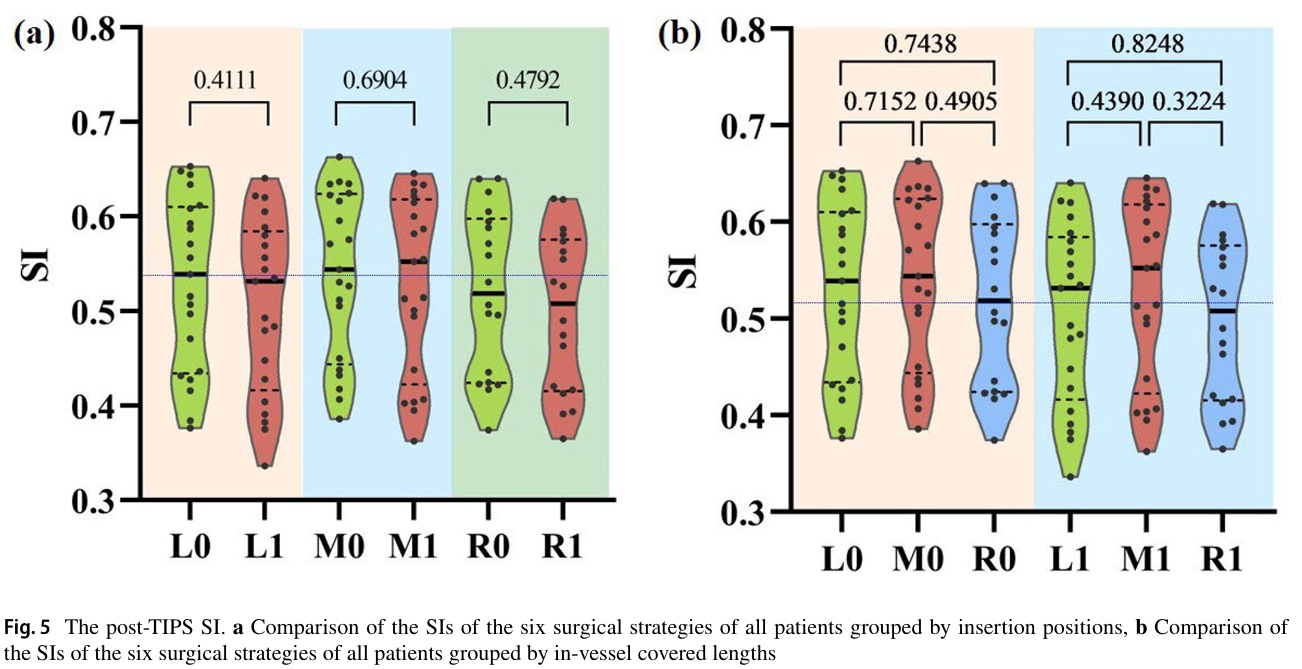 (a)
0.8
0.7
0.6
0.5
0.4
0.3
SI
0.4111
0.6904
0.4792
L0 L1 M0 M1 R0 R1
(b)
0.8
0.7
0.6
0.5
0.4
0.3
SI
0.7438
0.8248
0.7152 0.4905
0.4390 0.3224
L0 M0 R0 L1 M1 R1
Fig. 5 The post-TIPS SI. a Comparison of the SIs of the six surgical strategies of all patients grouped by insertion positions, b Comparison of
the SIs of the six surgical strategies of all patients grouped by in-vessel covered lengths